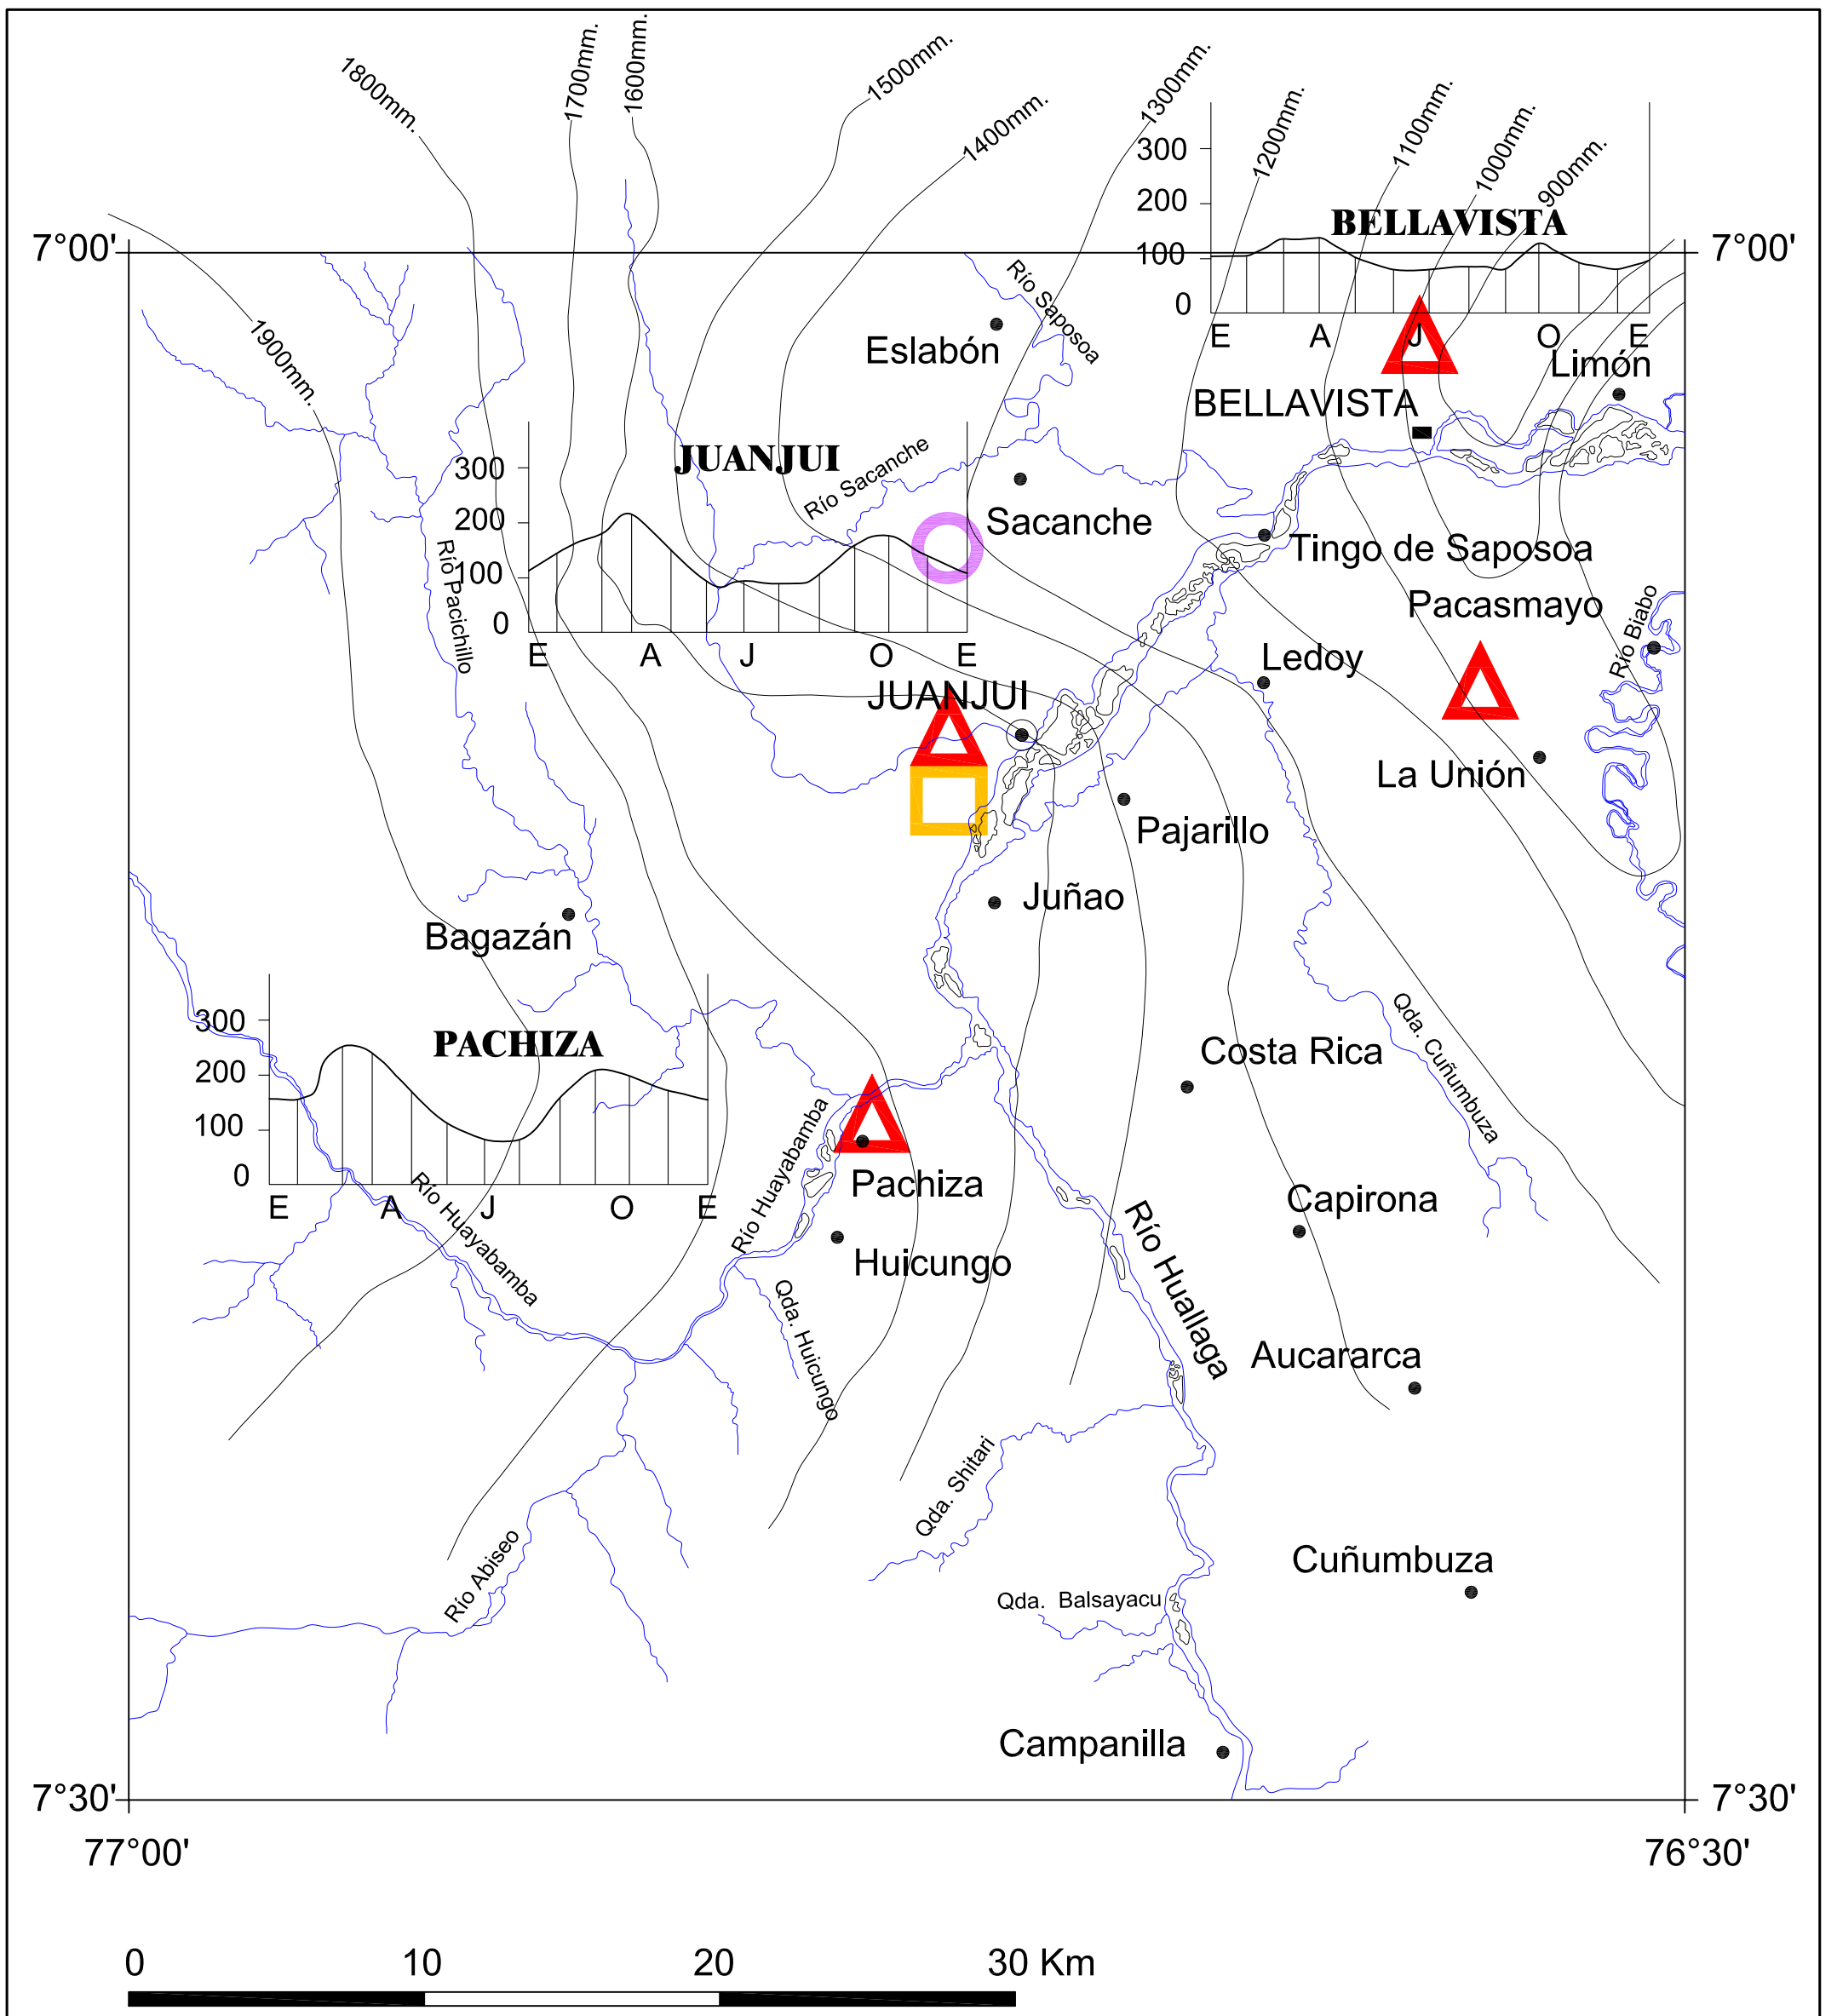 1800mm.
1700mm.
1600mm.
1500mm.
1400mm.
1300mm.
1200mm.
1100mm.
1000mm.
900mm.
300
200
100
0
BELLAVISTA
E A J O E
7°00'
7°00'
Río Saposoa
Eslabón
Limón
1900mm.
BELLAVISTA
JUANJUI
300
200
100
0
E A J O E
Río Sacanche
Sacanche
Tingo de Saposoa
Río Pacichillo
Pacasmayo
Río Biabo
Ledoy
JUANJUI
La Unión
Pajarillo
Juñao
Bagazán
PACHIZA
300
200
100
0
E A J O E
Costa Rica
Qda. Cuñumbuza
Río Huayabamba
Río Huayabamba
Pachiza
Capirona
Río Huallaga
Huicungo
Qda. Huicungo
Aucararca
Qda. Shitari
Río Abiseo
Cuñumbuza
Qda. Balsayacu
Campanilla
7°30'
7°30'
77°00'
76°30'
0 10 20 30 Km